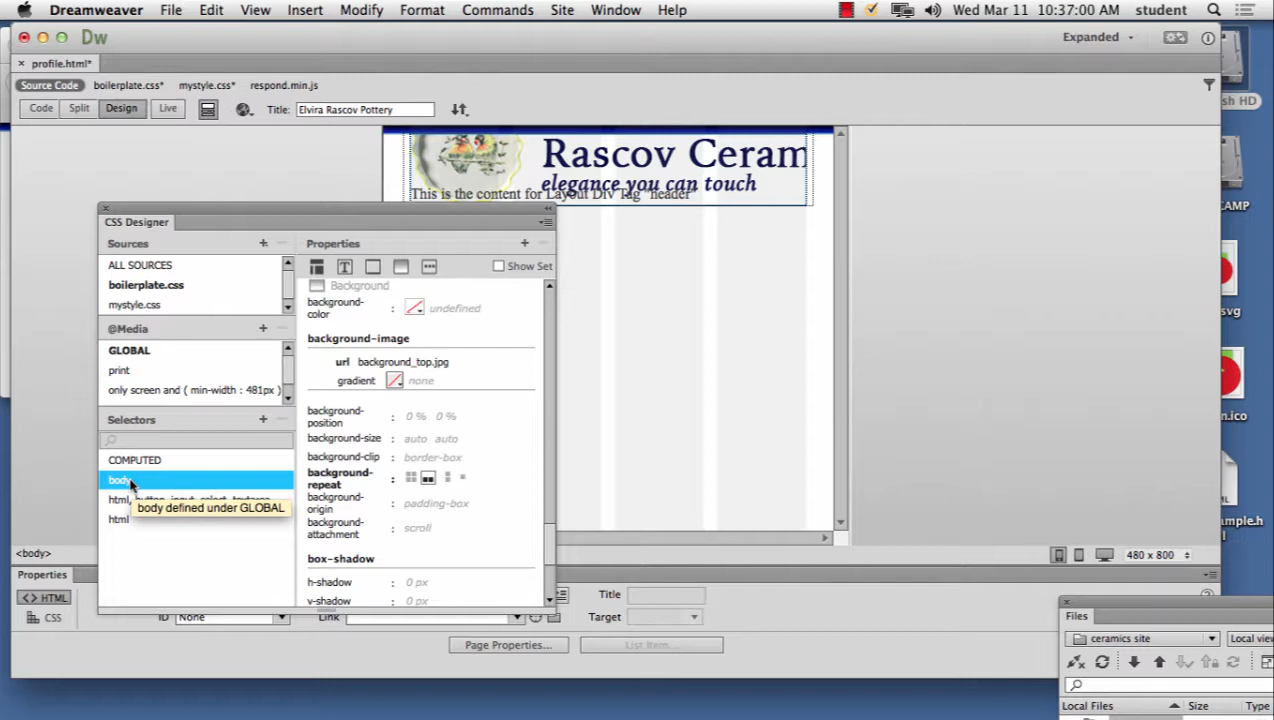 Dreamweaver File Edit View Insert Modify Format Commands Site Window Help Wed Mar 11 10:37:00 AM student
Dw Expanded
profile.html*
Source Code boilerplate.css* mystyle.css* respond.min.js
Code Split Design Live Title: Elvira Rascov Pottery
sh HD
Rascov Ceram
elegance you can touch
This is the content for Layout Div Tag "header"
CAMP
CSS Designer
Sources
ALL SOURCES
boilerplate.css
mystyle.css
@Media
GLOBAL
print
only screen and ( min-width : 481px )
Selectors
COMPUTED
body
html, button, input, select, textarea
body defined under GLOBAL
html
Properties
Show Set
Background
background-color : undefined
background-image
url background_top.jpg
gradient none
background-position : 0 % 0 %
background-size : auto auto
background-clip : border-box
background-repeat :
background-origin : padding-box
background-attachment : scroll
box-shadow
h-shadow : 0 px
v-shadow : 0 px
svg
n.ico
ample.h
l
<body>
480 x 800
Properties
<> HTML
CSS
ID None Link
Title
Target
Page Properties... List Item...
Files
ceramics site Local view
Local Files Size Type